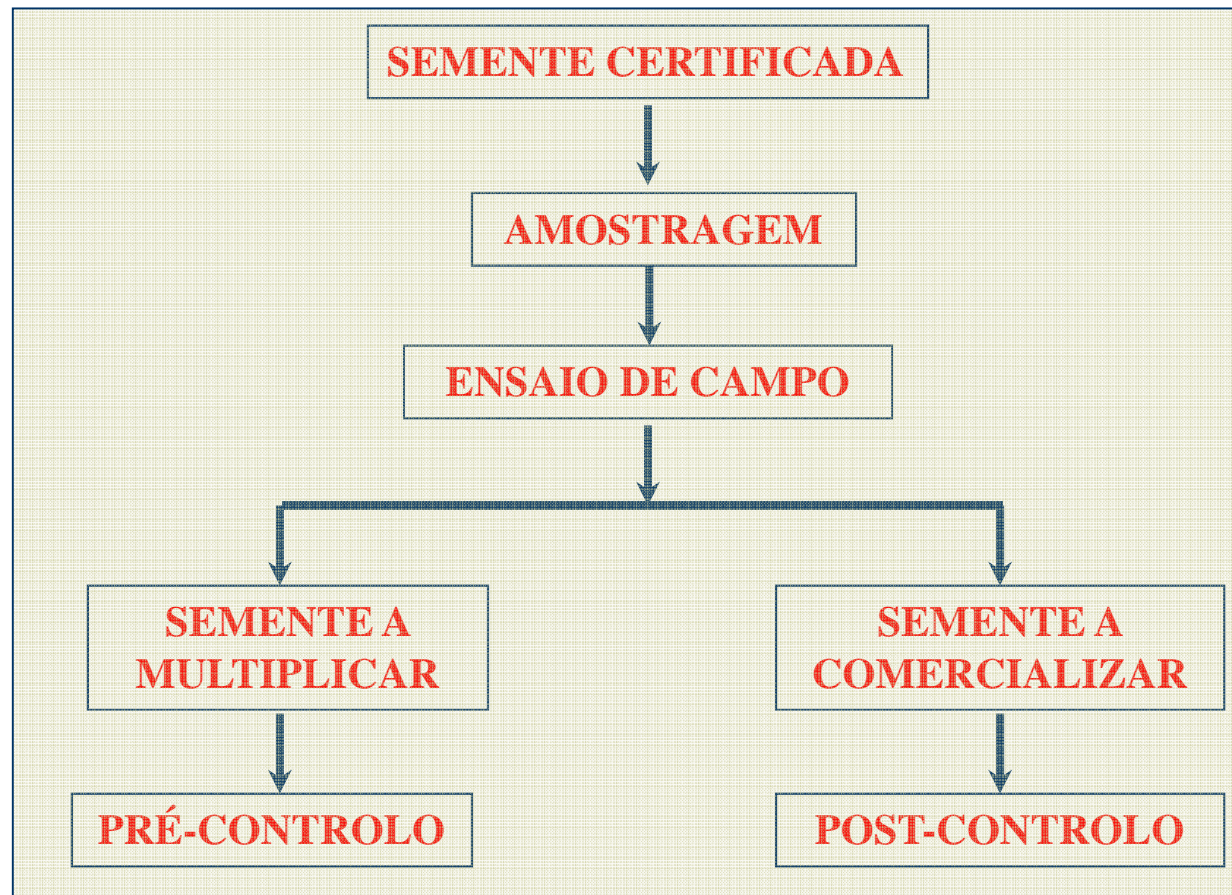 SEMENTE CERTIFICADA
AMOSTRAGEM
ENSAIO DE CAMPO
SEMENTE A
MULTIPLICAR
SEMENTE A
COMERCIALIZAR
PRÉ-CONTROLO
POST-CONTROLO